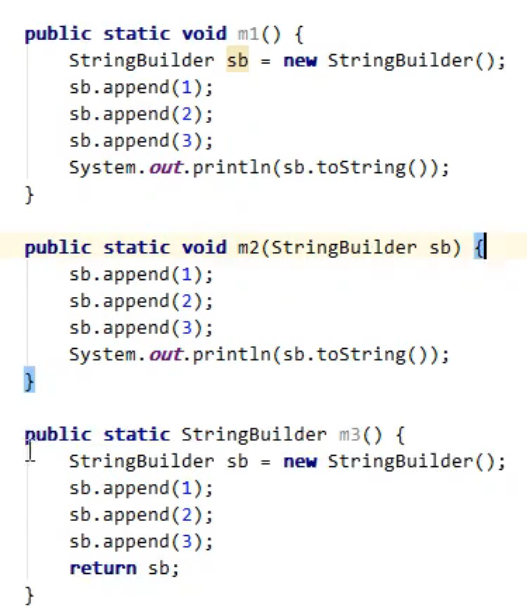 public static void m1() {
StringBuilder sb = new StringBuilder();
sb.append(1);
sb.append(2);
sb.append(3);
System.out.println(sb.toString());
}
public static void m2(StringBuilder sb) {
sb.append(1);
sb.append(2);
sb.append(3);
System.out.println(sb.toString());
}
public static StringBuilder m3() {
StringBuilder sb = new StringBuilder();
sb.append(1);
sb.append(2);
sb.append(3);
return sb;
}